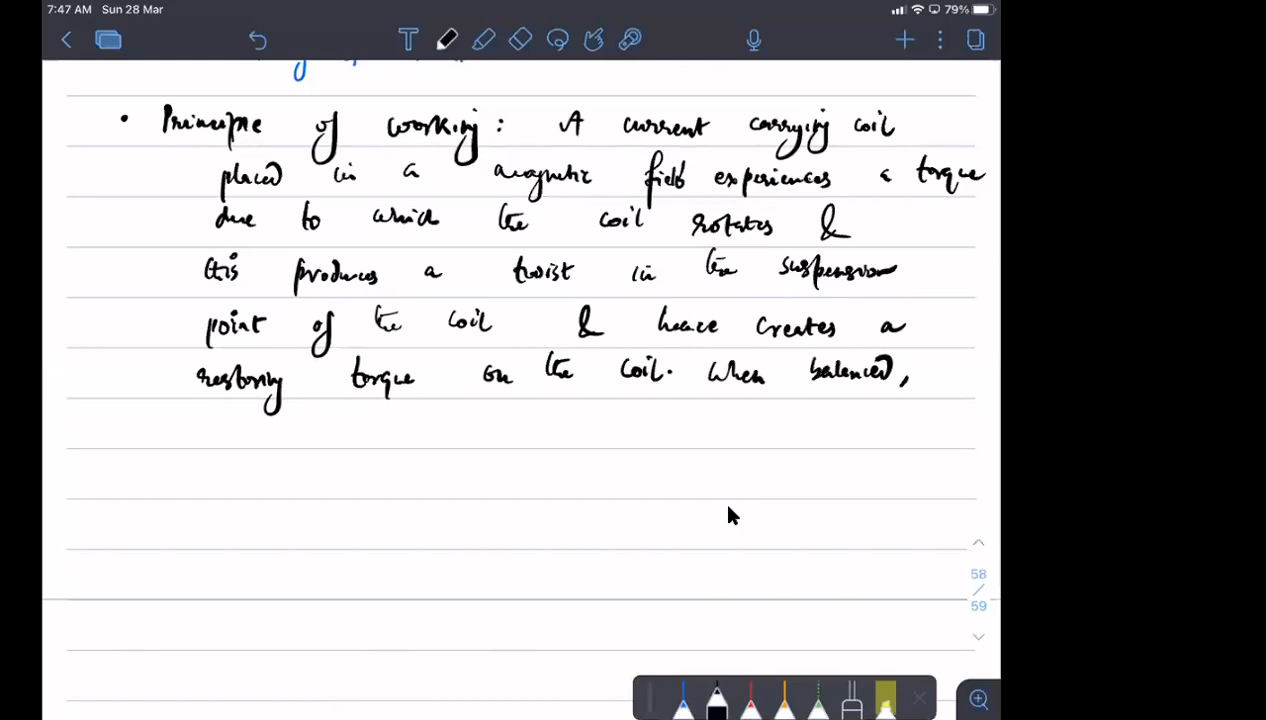 7:47 AM Sun 28 Mar 79%
• Principle of working : A current carrying coil
placed in a magnetic field experiences a torque
due to which the coil rotates &
this produces a twist in the suspension
point of the coil & hence creates a
restoring torque on the coil. When balanced,
58
/
59